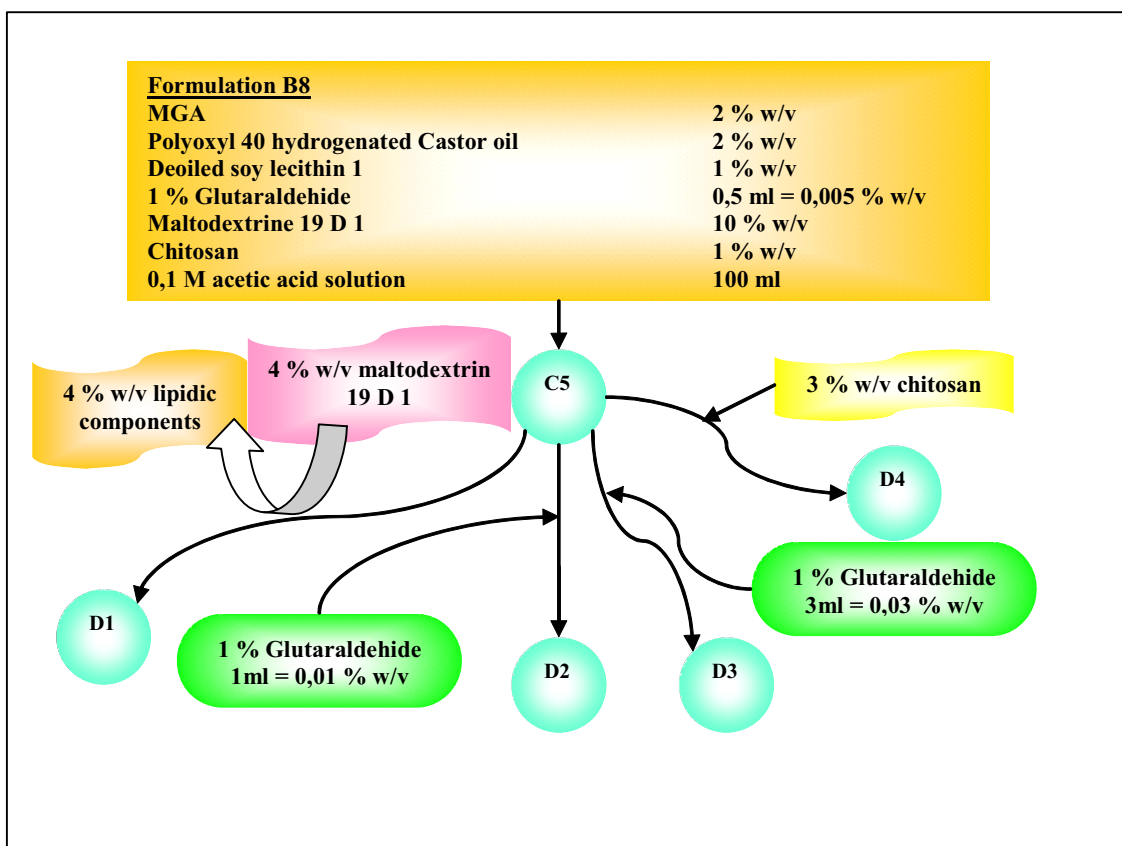 Formulation B8
MGA 2 % w/v
Polyoxyl 40 hydrogenated Castor oil 2 % w/v
Deoiled soy lecithin 1 1 % w/v
1 % Glutaraldehide 0,5 ml = 0,005 % w/v
Maltodextrine 19 D 1 10 % w/v
Chitosan 1 % w/v
0,1 M acetic acid solution 100 ml
4 % w/v lipidic
components
4 % w/v maltodextrin
19 D 1
C5
3 % w/v chitosan
D4
1 % Glutaraldehide
3ml = 0,03 % w/v
D1
1 % Glutaraldehide
1ml = 0,01 % w/v
D2
D3